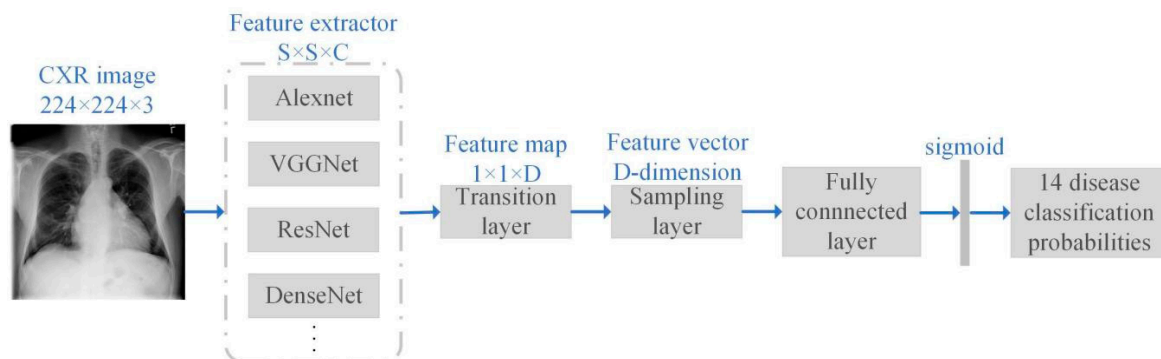 CXR image
224×224×3
Feature extractor
S×S×C
Alexnet
VGGNet
ResNet
DenseNet
Feature map
1×1×D
Transition
layer
Feature vector
D-dimension
Sampling
layer
Fully
connnected
layer
sigmoid
14 disease
classification
probabilities